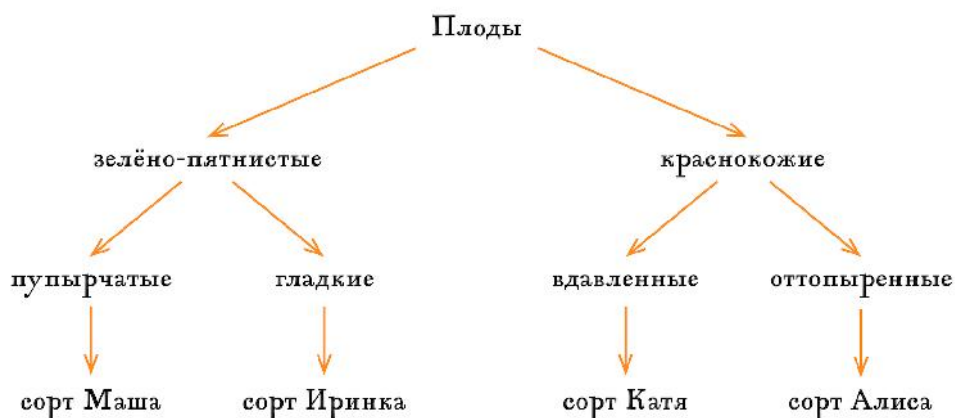 Плоды
зелёно-пятнистые краснокожие
пупырчатые гладкие вдавленные оттопыренные
сорт Маша сорт Иринка сорт Катя сорт Алиса